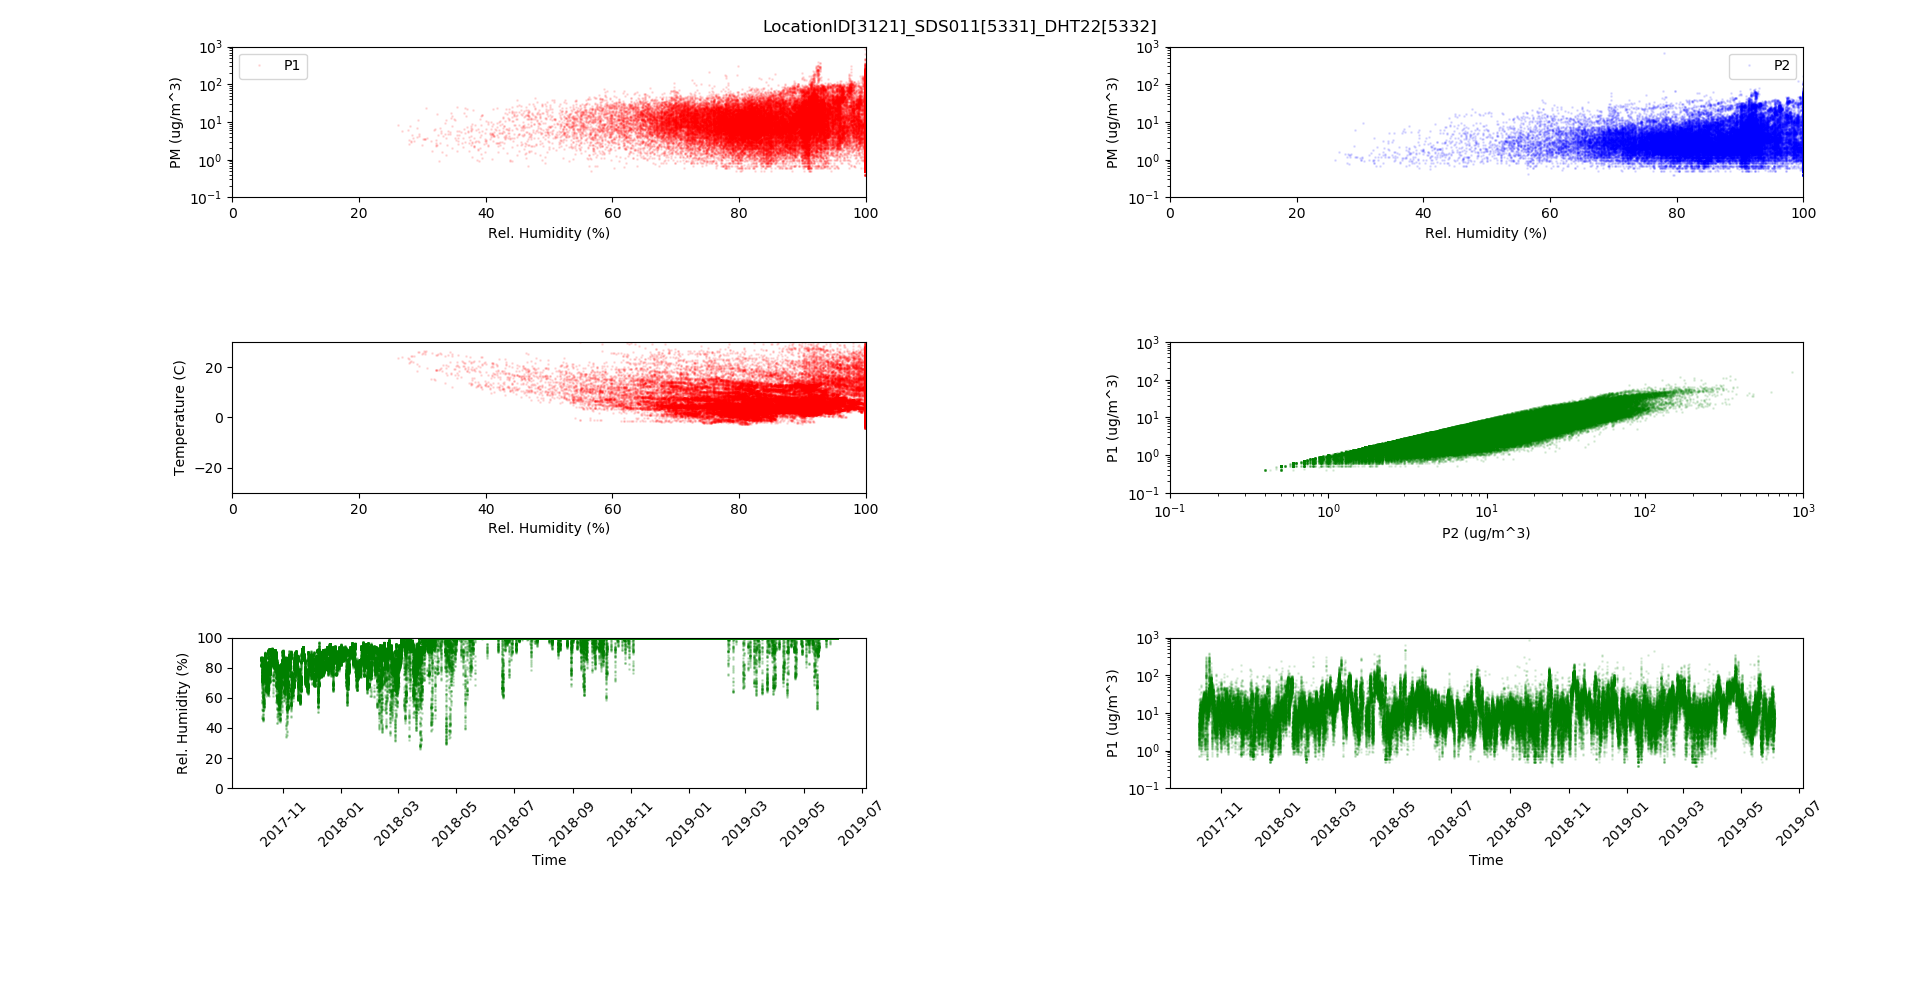 LocationID[3121]_SDS011[5331]_DHT22[5332]
10^3
10^2
10^1
10^0
10^-1
PM (ug/m^3)
P1
0 20 40 60 80 100
Rel. Humidity (%)
10^3
10^2
10^1
10^0
10^-1
PM (ug/m^3)
P2
0 20 40 60 80 100
Rel. Humidity (%)
20
0
−20
Temperature (C)
0 20 40 60 80 100
Rel. Humidity (%)
10^3
10^2
10^1
10^0
10^-1
P1 (ug/m^3)
10^-1 10^0 10^1 10^2 10^3
P2 (ug/m^3)
100
80
60
40
20
0
Rel. Humidity (%)
2017-11 2018-01 2018-03 2018-05 2018-07 2018-09 2018-11 2019-01 2019-03 2019-05 2019-07
Time
10^3
10^2
10^1
10^0
10^-1
P1 (ug/m^3)
2017-11 2018-01 2018-03 2018-05 2018-07 2018-09 2018-11 2019-01 2019-03 2019-05 2019-07
Time